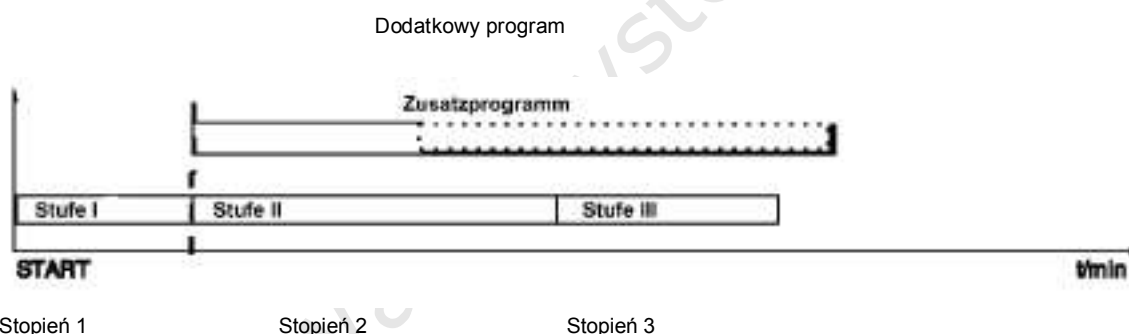 Dodatkowy program
Zusatzprogramm
Stufe I Stufe II Stufe III
START t/min
Stopień 1 Stopień 2 Stopień 3